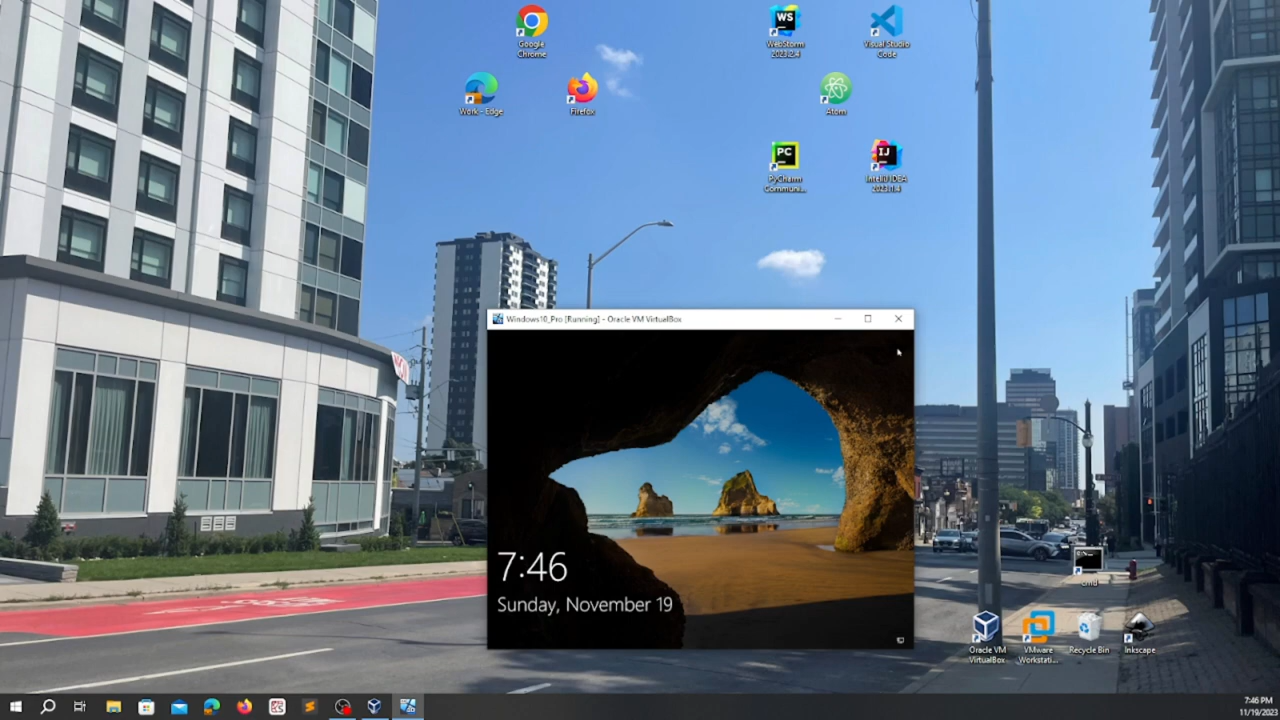 Google
Chrome
WS
WebStorm
2023.2.4
Visual Studio
Code
Work - Edge
Firefox
Atom
PC
PyCharm
Communi...
IJ
IntelliJ IDEA
2023.1.4
Windows10_Pro [Running] - Oracle VM VirtualBox
7:46
Sunday, November 19
Cmd
Oracle VM
VirtualBox
VMware
Workstati...
Recycle Bin
Inkscape
7:46 PM
11/19/2023